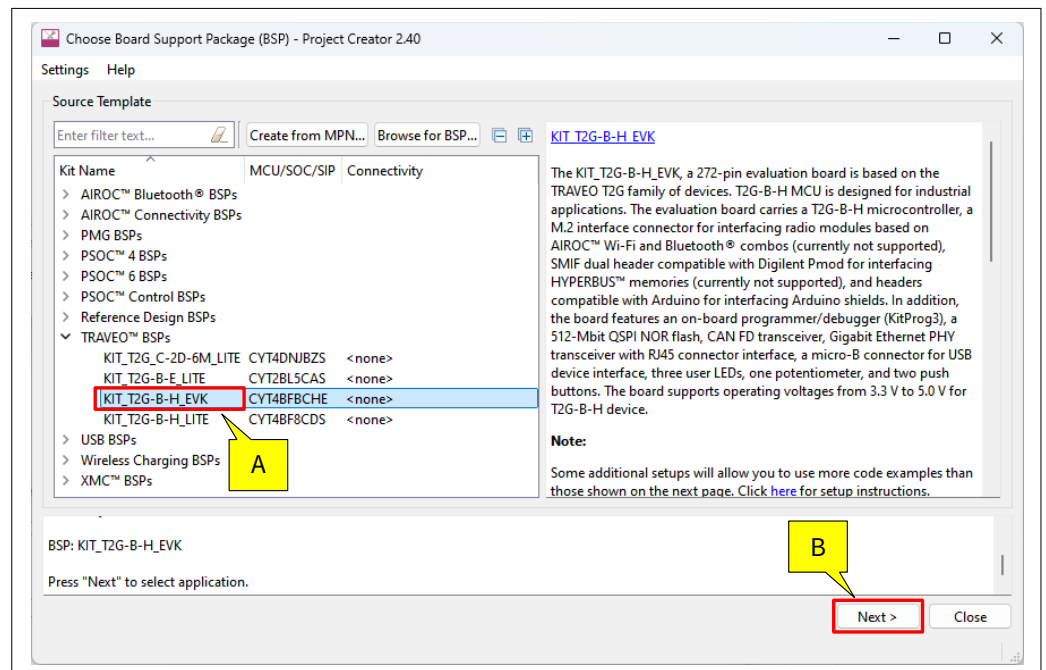 Choose Board Support Package (BSP) - Project Creator 2.40
Settings Help
Source Template
Enter filter text... Create from MPN... Browse for BSP...
Kit Name MCU/SOC/SIP Connectivity
AIROC™ Bluetooth® BSPs
AIROC™ Connectivity BSPs
PMG BSPs
PSOC™ 4 BSPs
PSOC™ 6 BSPs
PSOC™ Control BSPs
Reference Design BSPs
TRAVEO™ BSPs
KIT_T2G_C-2D-6M_LITE CYT4DNJBZS <none>
KIT_T2G-B-E_LITE CYT2BL5CAS <none>
KIT_T2G-B-H_EVK CYT4BFBCHE <none>
KIT_T2G-B-H_LITE CYT4BF8CDS <none>
USB BSPs
Wireless Charging BSPs
XMC™ BSPs
A
KIT_T2G-B-H_EVK
The KIT_T2G-B-H_EVK, a 272-pin evaluation board is based on the
TRAVEO T2G family of devices. T2G-B-H MCU is designed for industrial
applications. The evaluation board carries a T2G-B-H microcontroller, a
M.2 interface connector for interfacing radio modules based on
AIROC™ Wi-Fi and Bluetooth® combos (currently not supported),
SMIF dual header compatible with Digilent Pmod for interfacing
HYPERBUS™ memories (currently not supported), and headers
compatible with Arduino for interfacing Arduino shields. In addition,
the board features an on-board programmer/debugger (KitProg3), a
512-Mbit QSPI NOR flash, CAN FD transceiver, Gigabit Ethernet PHY
transceiver with RJ45 connector interface, a micro-B connector for USB
device interface, three user LEDs, one potentiometer, and two push
buttons. The board supports operating voltages from 3.3 V to 5.0 V for
T2G-B-H device.
Note:
Some additional setups will allow you to use more code examples than
those shown on the next page. Click here for setup instructions.
BSP: KIT_T2G-B-H_EVK
Press "Next" to select application.
B
Next > Close